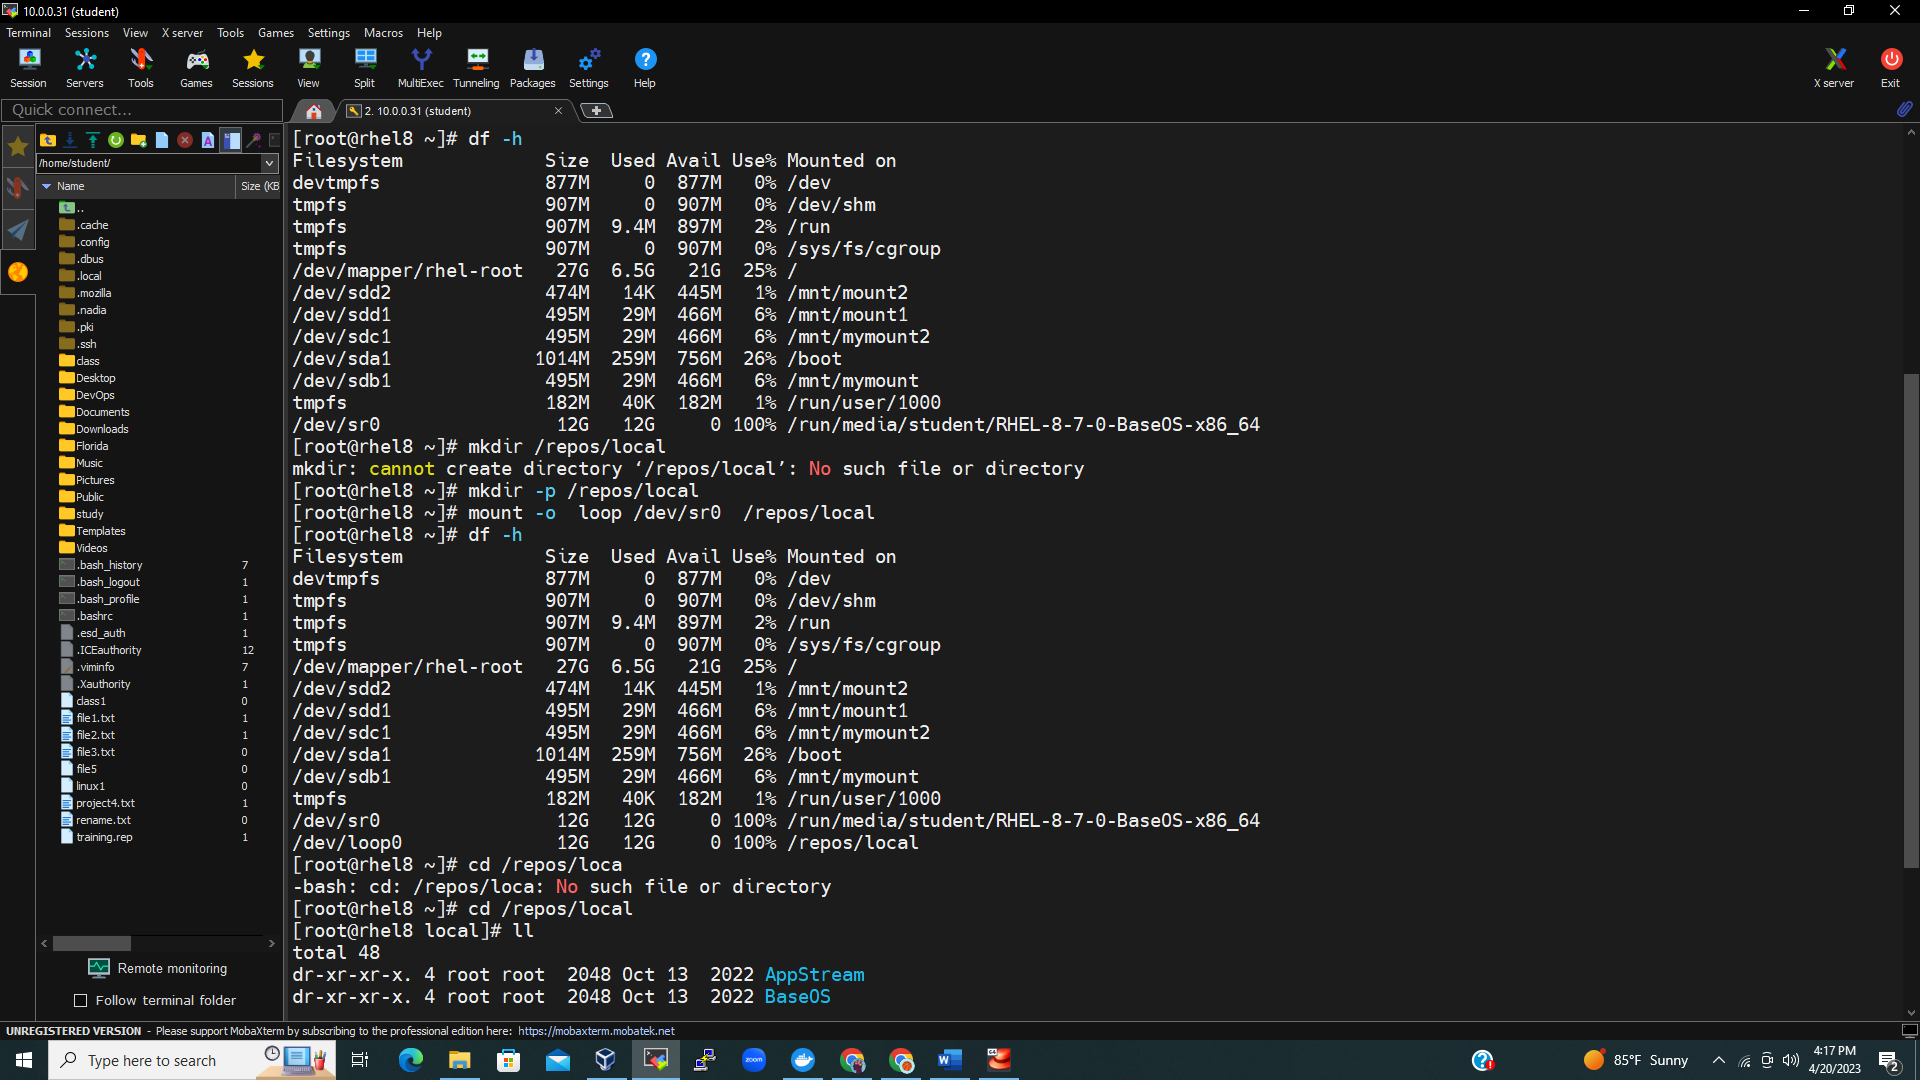 10.0.0.31 (student)
Terminal Sessions View X server Tools Games Settings Macros Help
Session Servers Tools Games Sessions View Split MultiExec Tunneling Packages Settings Help X server Exit
Quick connect...
2. 10.0.0.31 (student)
/home/student/
Name Size (KB
..
.cache
.config
.dbus
.local
.mozilla
.nadia
.pki
.ssh
class
Desktop
DevOps
Documents
Downloads
Florida
Music
Pictures
Public
study
Templates
Videos
.bash_history 7
.bash_logout 1
.bash_profile 1
.bashrc 1
.esd_auth 1
.ICEauthority 12
.viminfo 7
.Xauthority 1
class1 0
file1.txt 1
file2.txt 1
file3.txt 0
file5 0
linux1 0
project4.txt 1
rename.txt 0
training.rep 1
Remote monitoring
Follow terminal folder
[root@rhel8 ~]# df -h
Filesystem Size Used Avail Use% Mounted on
devtmpfs 877M 0 877M 0% /dev
tmpfs 907M 0 907M 0% /dev/shm
tmpfs 907M 9.4M 897M 2% /run
tmpfs 907M 0 907M 0% /sys/fs/cgroup
/dev/mapper/rhel-root 27G 6.5G 21G 25% /
/dev/sdd2 474M 14K 445M 1% /mnt/mount2
/dev/sdd1 495M 29M 466M 6% /mnt/mount1
/dev/sdc1 495M 29M 466M 6% /mnt/mymount2
/dev/sda1 1014M 259M 756M 26% /boot
/dev/sdb1 495M 29M 466M 6% /mnt/mymount
tmpfs 182M 40K 182M 1% /run/user/1000
/dev/sr0 12G 12G 0 100% /run/media/student/RHEL-8-7-0-BaseOS-x86_64
[root@rhel8 ~]# mkdir /repos/local
mkdir: cannot create directory ‘/repos/local’: No such file or directory
[root@rhel8 ~]# mkdir -p /repos/local
[root@rhel8 ~]# mount -o  loop /dev/sr0  /repos/local
[root@rhel8 ~]# df -h
Filesystem Size Used Avail Use% Mounted on
devtmpfs 877M 0 877M 0% /dev
tmpfs 907M 0 907M 0% /dev/shm
tmpfs 907M 9.4M 897M 2% /run
tmpfs 907M 0 907M 0% /sys/fs/cgroup
/dev/mapper/rhel-root 27G 6.5G 21G 25% /
/dev/sdd2 474M 14K 445M 1% /mnt/mount2
/dev/sdd1 495M 29M 466M 6% /mnt/mount1
/dev/sdc1 495M 29M 466M 6% /mnt/mymount2
/dev/sda1 1014M 259M 756M 26% /boot
/dev/sdb1 495M 29M 466M 6% /mnt/mymount
tmpfs 182M 40K 182M 1% /run/user/1000
/dev/sr0 12G 12G 0 100% /run/media/student/RHEL-8-7-0-BaseOS-x86_64
/dev/loop0 12G 12G 0 100% /repos/local
[root@rhel8 ~]# cd /repos/loca
-bash: cd: /repos/loca: No such file or directory
[root@rhel8 ~]# cd /repos/local
[root@rhel8 local]# ll
total 48
dr-xr-xr-x. 4 root root  2048 Oct 13  2022 AppStream
dr-xr-xr-x. 4 root root  2048 Oct 13  2022 BaseOS
UNREGISTERED VERSION - Please support MobaXterm by subscribing to the professional edition here: https://mobaxterm.mobatek.net
Type here to search
zoom
85°F Sunny
4:17 PM
4/20/2023
2